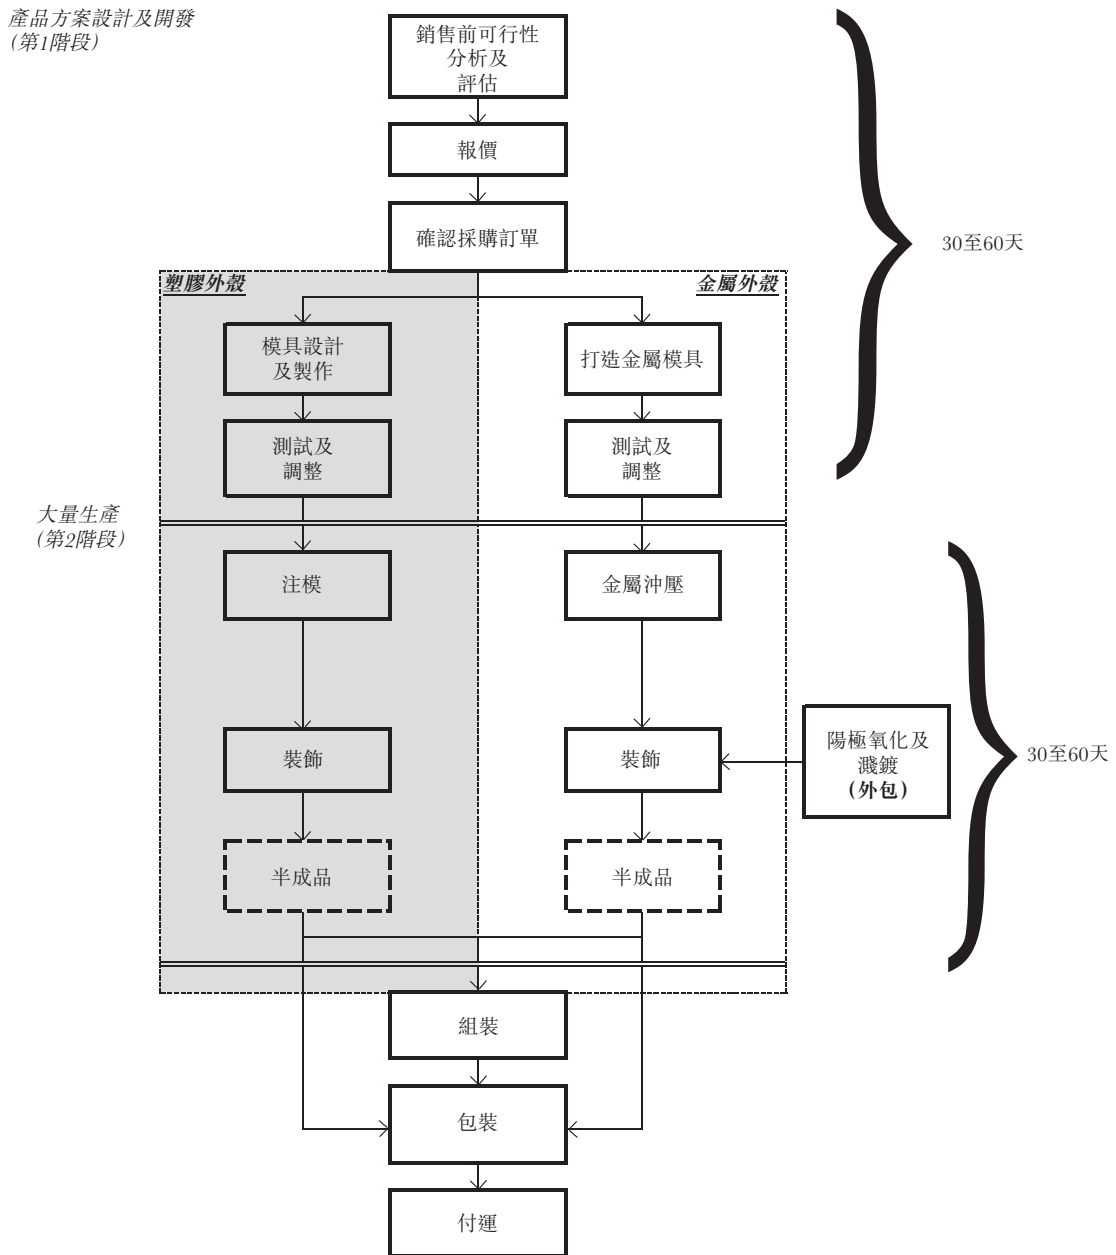 產品方案設計及開發
(第1階段)
銷售前可行性
分析及
評估
報價
確認採購訂單
30至60天
塑膠外殼
金屬外殼
模具設計
及製作
打造金屬模具
測試及
調整
測試及
調整
大量生產
(第2階段)
注模
金屬沖壓
裝飾
裝飾
陽極氧化及
濺鍍
(外包)
30至60天
半成品
半成品
組裝
包裝
付運